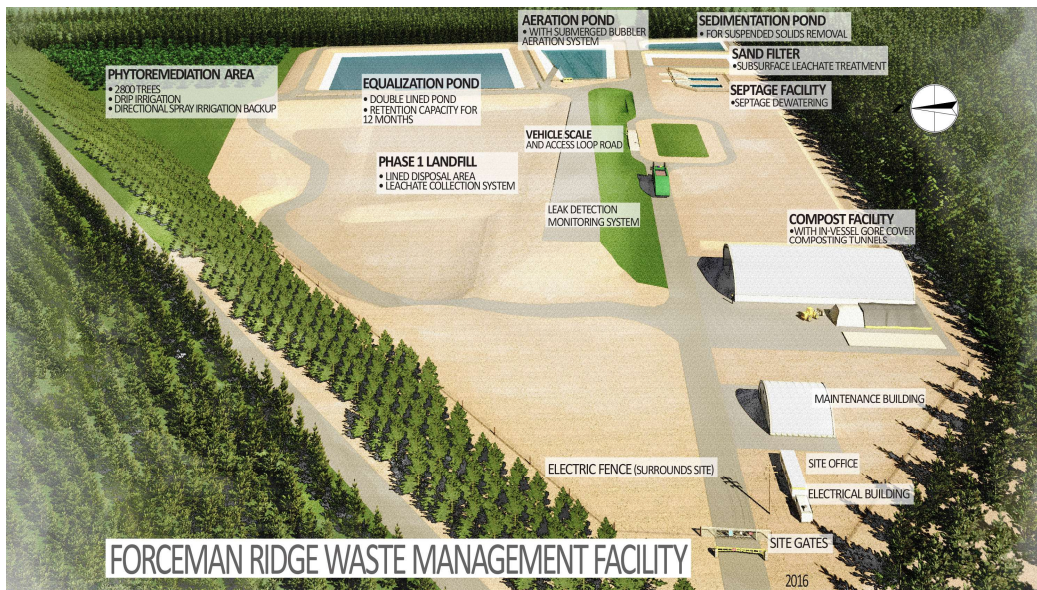 AERATION POND
• WITH SUBMERGED BUBBLER
AERATION SYSTEM
SEDIMENTATION POND
• FOR SUSPENDED SOLIDS REMOVAL
SAND FILTER
•SUBSURFACE LEACHATE TREATMENT
SEPTAGE FACILITY
•SEPTAGE DEWATERING
PHYTOREMEDIATION AREA
• 2800 TREES
• DRIP IRRIGATION
• DIRECTIONAL SPRAY IRRIGATION BACKUP
EQUALIZATION POND
• DOUBLE LINED POND
• RETENTION CAPACITY FOR
12 MONTHS
VEHICLE SCALE
AND ACCESS LOOP ROAD
PHASE 1 LANDFILL
• LINED DISPOSAL AREA
• LEACHATE COLLECTION SYSTEM
LEAK DETECTION
MONITORING SYSTEM
COMPOST FACILITY
•WITH IN-VESSEL GORE COVER
COMPOSTING TUNNELS
MAINTENANCE BUILDING
SITE OFFICE
ELECTRIC FENCE (SURROUNDS SITE)
ELECTRICAL BUILDING
SITE GATES
FORCEMAN RIDGE WASTE MANAGEMENT FACILITY
2016